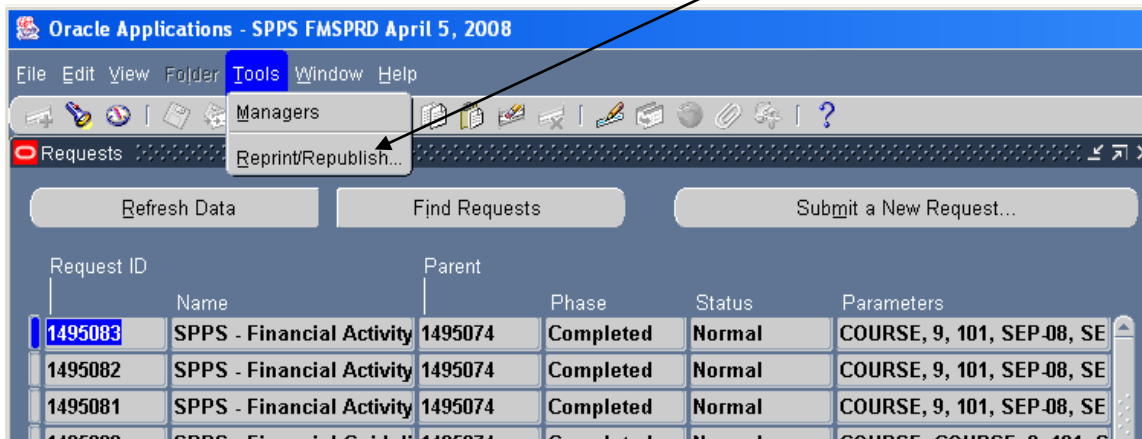 Oracle Applications - SPPS FMSPRD April 5, 2008
File Edit View Folder Tools Window Help
Managers
Reprint/Republish...
Requests
Refresh Data Find Requests Submit a New Request...
Request ID Parent
Name Phase Status Parameters
1495083 SPPS - Financial Activity 1495074 Completed Normal COURSE, 9, 101, SEP-08, SE
1495082 SPPS - Financial Activity 1495074 Completed Normal COURSE, 9, 101, SEP-08, SE
1495081 SPPS - Financial Activity 1495074 Completed Normal COURSE, 9, 101, SEP-08, SE